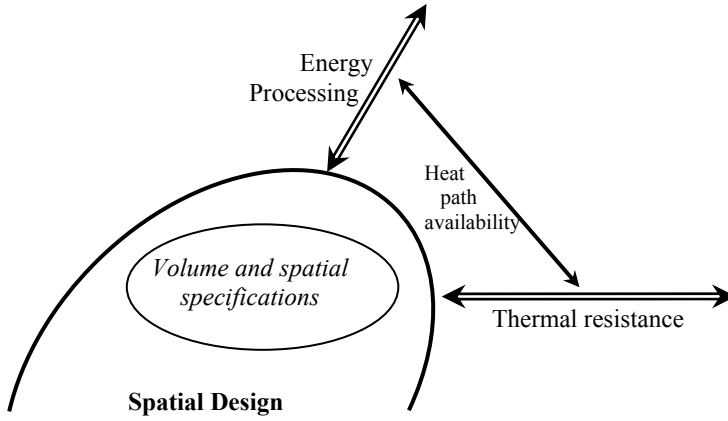 Energy
Processing
Heat
path
availability
Volume and spatial
specifications
Thermal resistance
Spatial Design